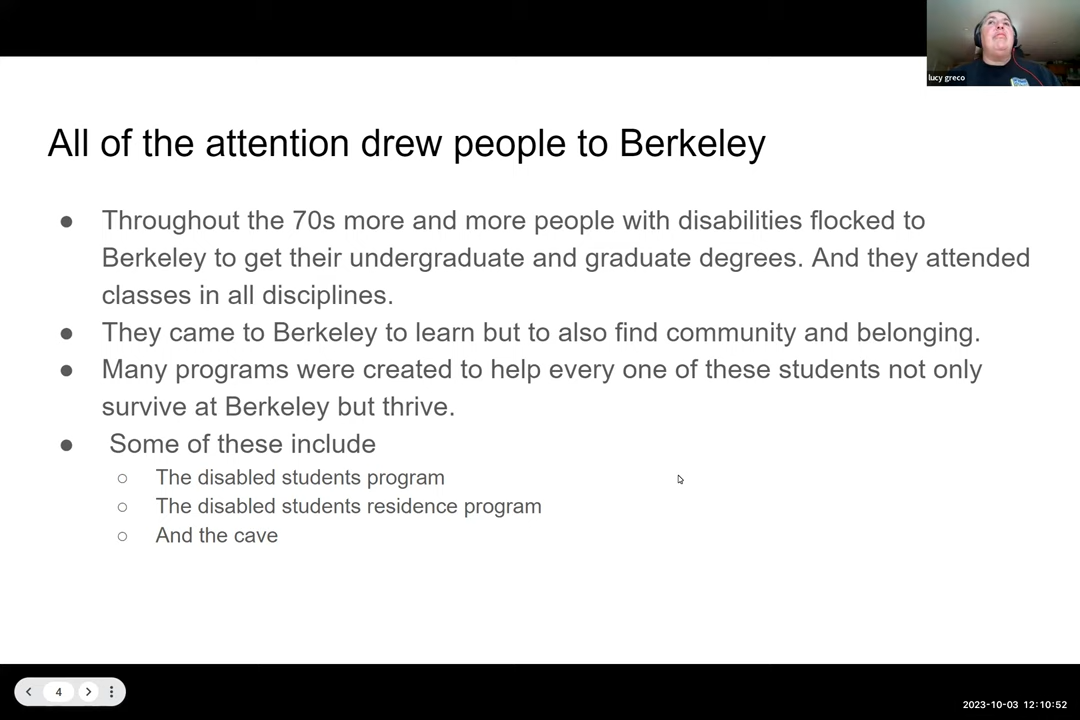 lucy greco
All of the attention drew people to Berkeley
● Throughout the 70s more and more people with disabilities flocked to
Berkeley to get their undergraduate and graduate degrees. And they attended
classes in all disciplines.
● They came to Berkeley to learn but to also find community and belonging.
● Many programs were created to help every one of these students not only
survive at Berkeley but thrive.
● Some of these include
○ The disabled students program
○ The disabled students residence program
○ And the cave
4
2023-10-03 12:10:52